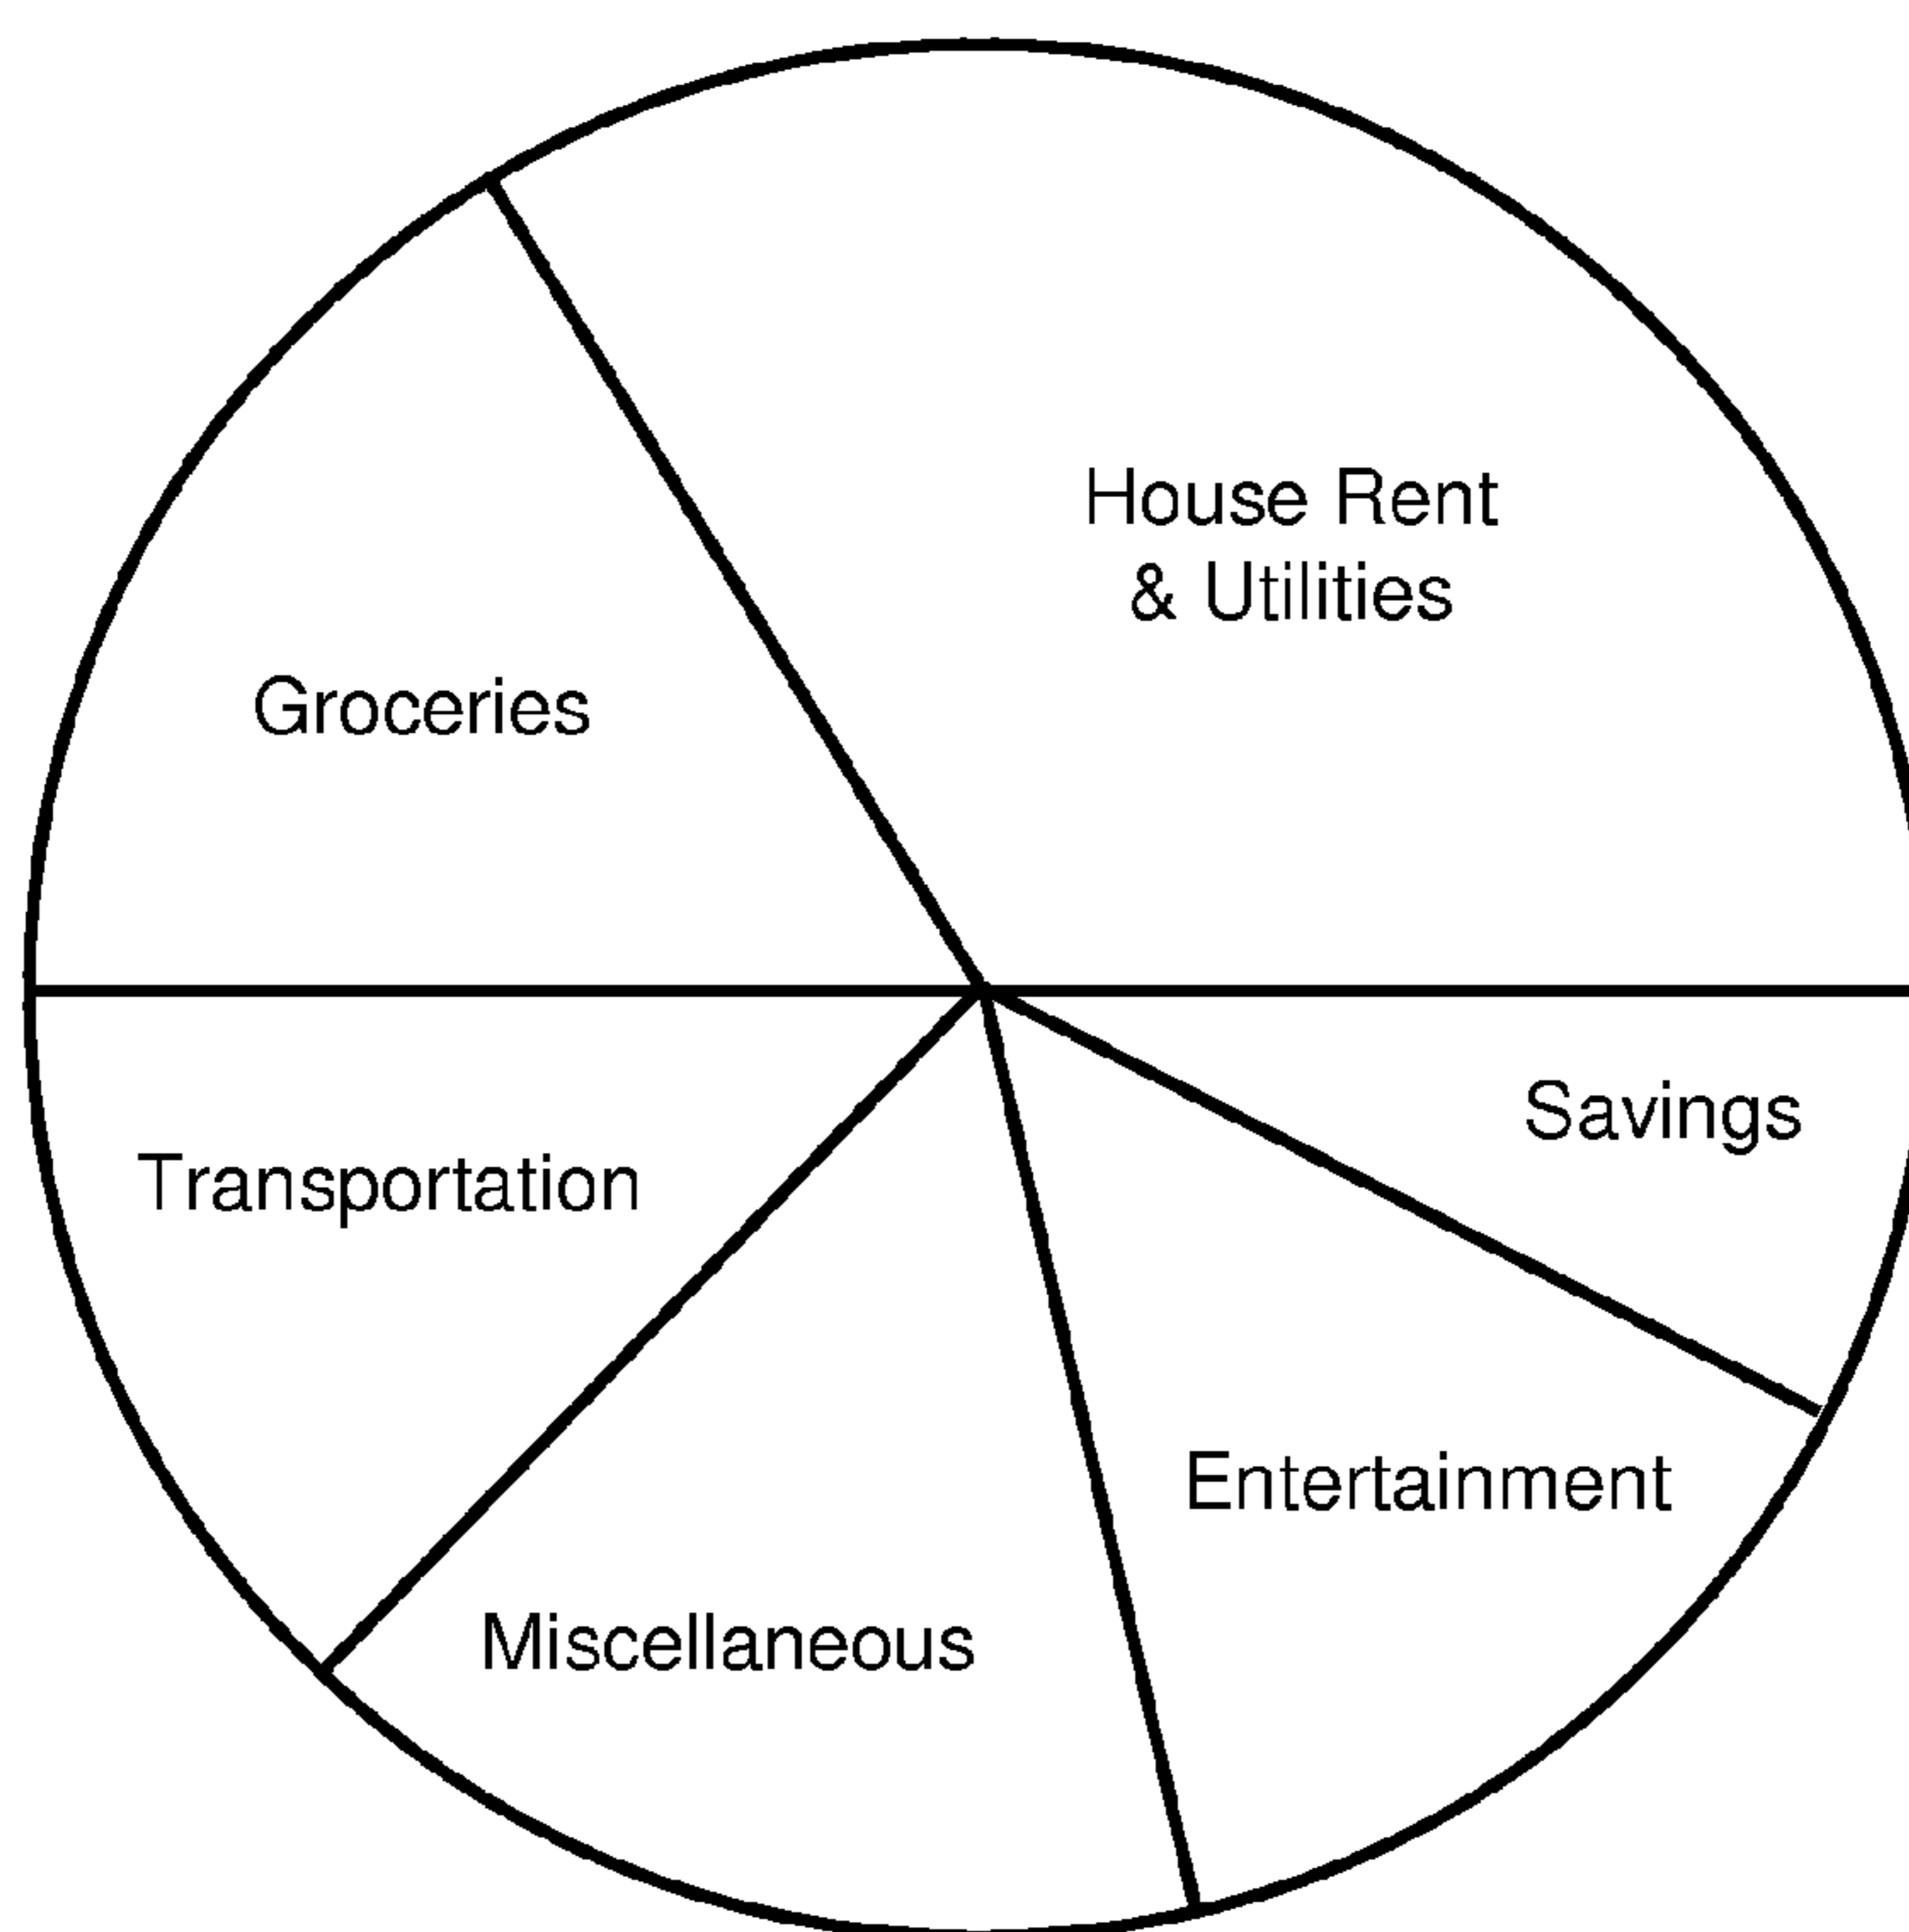 House Rent
& Utilities
Groceries
Savings
Transportation
Entertainment
Miscellaneous